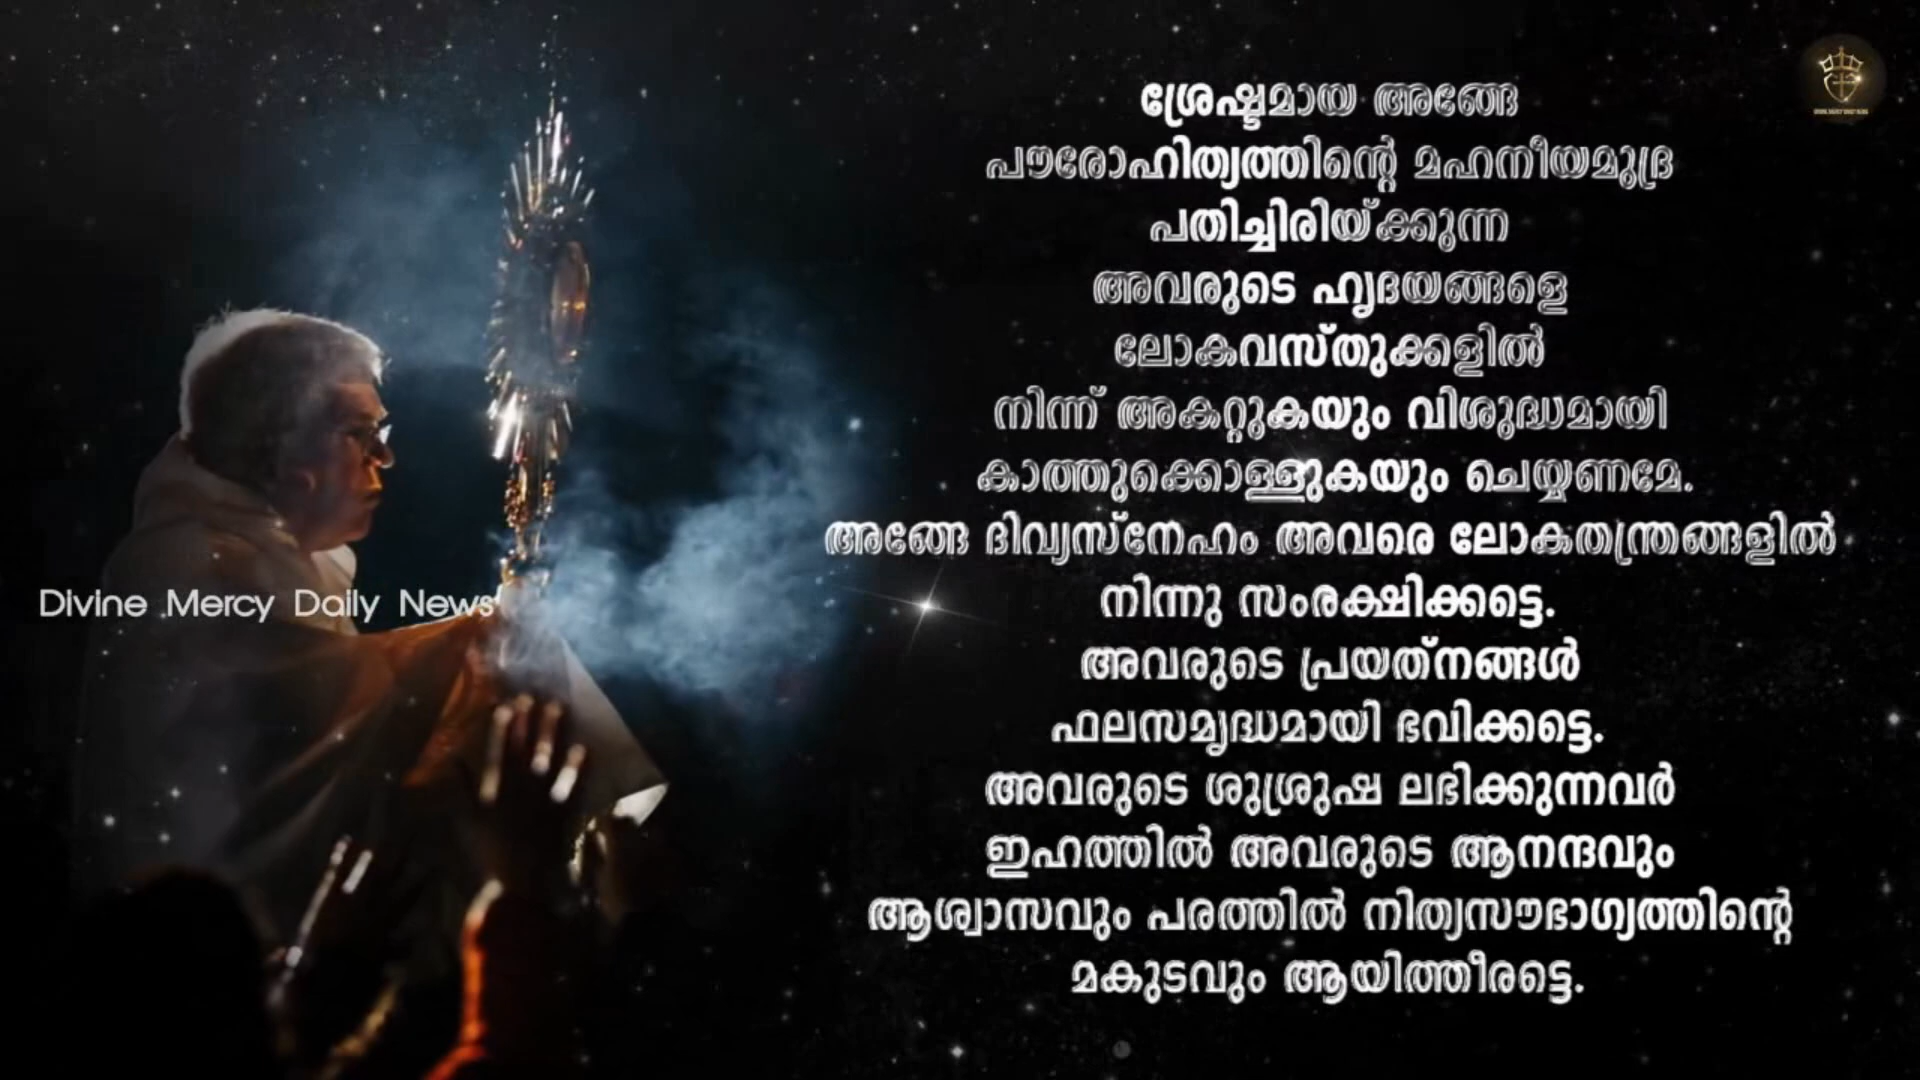 ശ്രേഷ്ടമായ അങ്ങേ
പൗരോഹിത്യത്തിന്റെ മഹനീയമുദ്ര
പതിച്ചിരിയ്ക്കുന്ന
അവരുടെ ഹൃദയങ്ങളെ
ലോകവസ്തുക്കളിൽ
നിന്ന് അകറ്റുകയും വിശുദ്ധമായി
കാത്തുക്കൊള്ളുകയും ചെയ്യണമേ.
അങ്ങേ ദിവ്യസ്നേഹം അവരെ ലോകതന്ത്രങ്ങളിൽ
നിന്നു സംരക്ഷിക്കട്ടെ.
അവരുടെ പ്രയത്നങ്ങൾ
ഫലസമൃദ്ധമായി ഭവിക്കട്ടെ.
അവരുടെ ശുശ്രുഷ ലഭിക്കുന്നവർ
ഇഹത്തിൽ അവരുടെ ആനന്ദവും
ആശ്വാസവും പരത്തിൽ നിത്യസൗഭാഗ്യത്തിന്റെ
മകുടവും ആയിത്തീരട്ടെ.
Divine Mercy Daily News